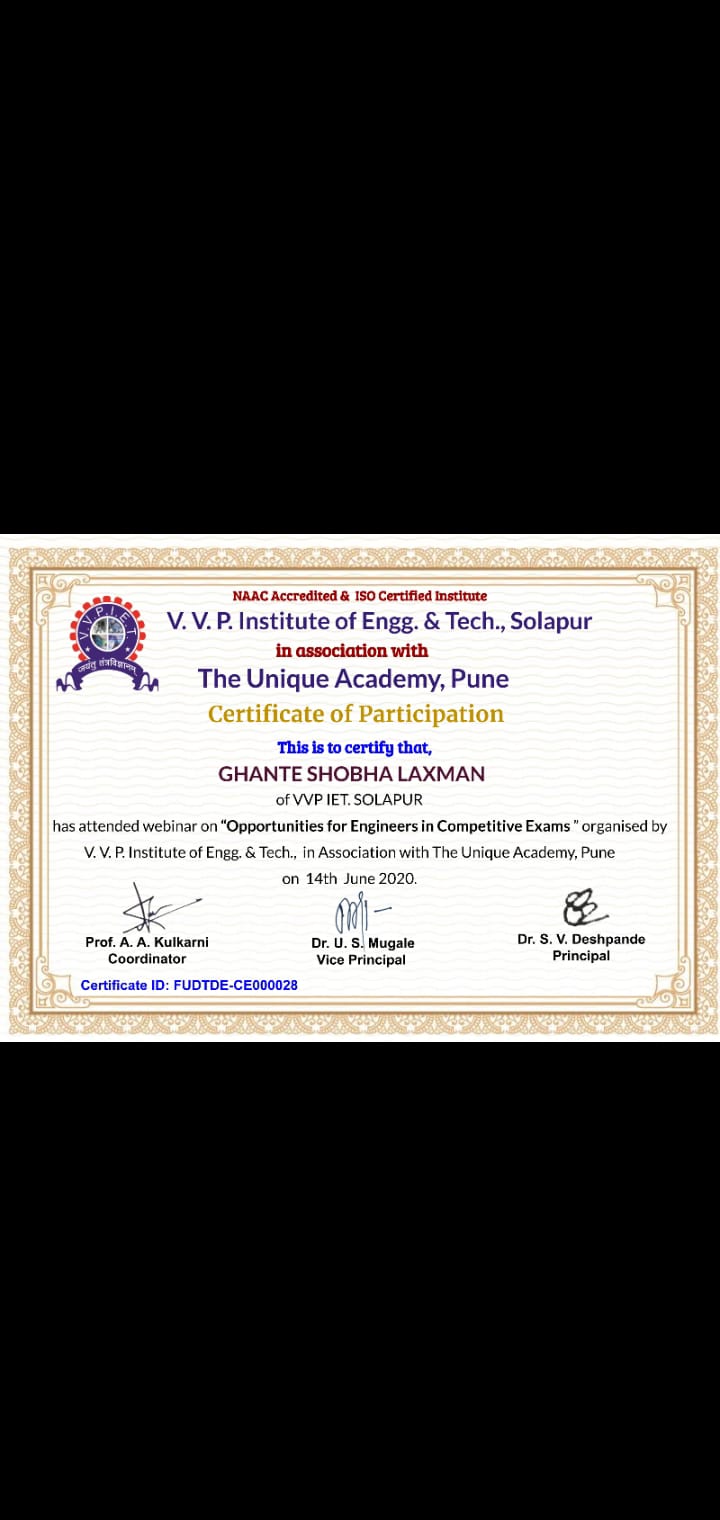 NAAC Accredited & ISO Certified Institute
V. V. P. Institute of Engg. & Tech., Solapur
in association with
The Unique Academy, Pune
Certificate of Participation
This is to certify that,
GHANTE SHOBHA LAXMAN
of VVP IET. SOLAPUR
has attended webinar on “Opportunities for Engineers in Competitive Exams ” organised by
V. V. P. Institute of Engg. & Tech., in Association with The Unique Academy, Pune
on 14th June 2020.
Prof. A. A. Kulkarni
Coordinator
Dr. U. S. Mugale
Vice Principal
Dr. S. V. Deshpande
Principal
Certificate ID: FUDTDE-CE000028
V.V.P.I.E.T.
जयंतु तंत्रविज्ञानम्